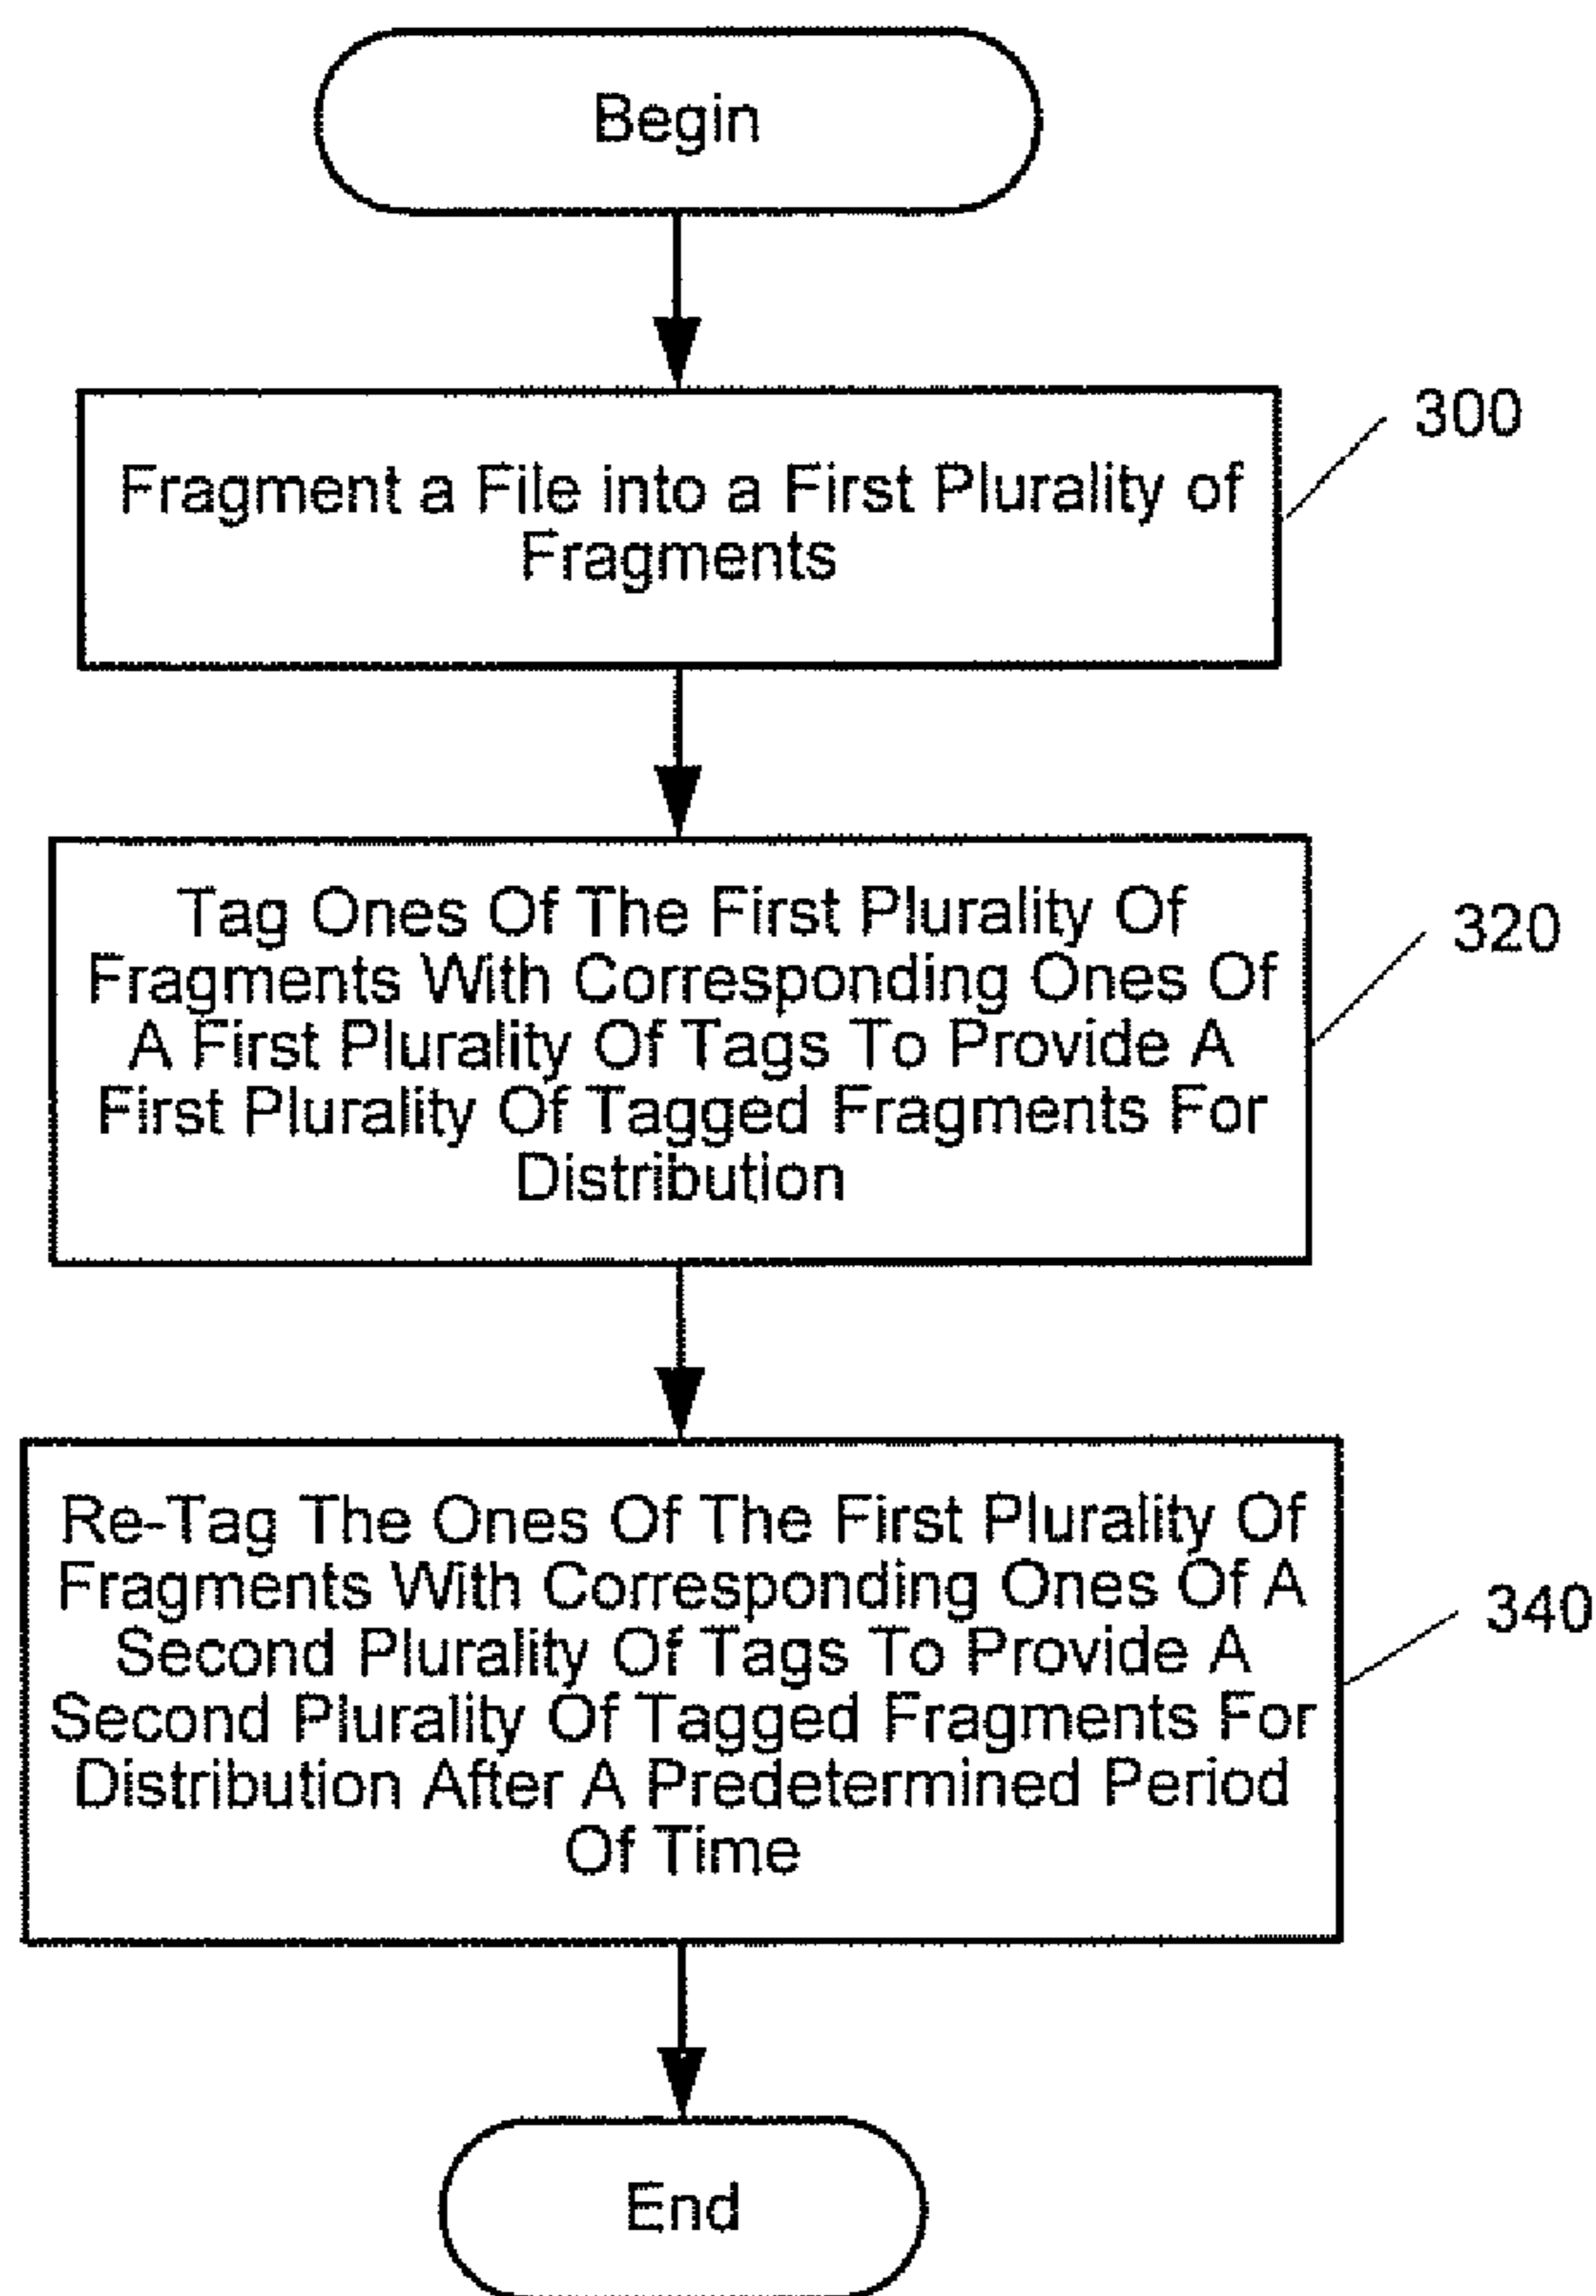 Begin
300
Fragment a File into a First Plurality of
Fragments
320
Tag Ones Of The First Plurality Of
Fragments With Corresponding Ones Of
A First Plurality Of Tags To Provide A
First Plurality Of Tagged Fragments For
Distribution
340
Re-Tag The Ones Of The First Plurality Of
Fragments With Corresponding Ones Of A
Second Plurality Of Tags To Provide A
Second Plurality Of Tagged Fragments For
Distribution After A Predetermined Period
Of Time
End